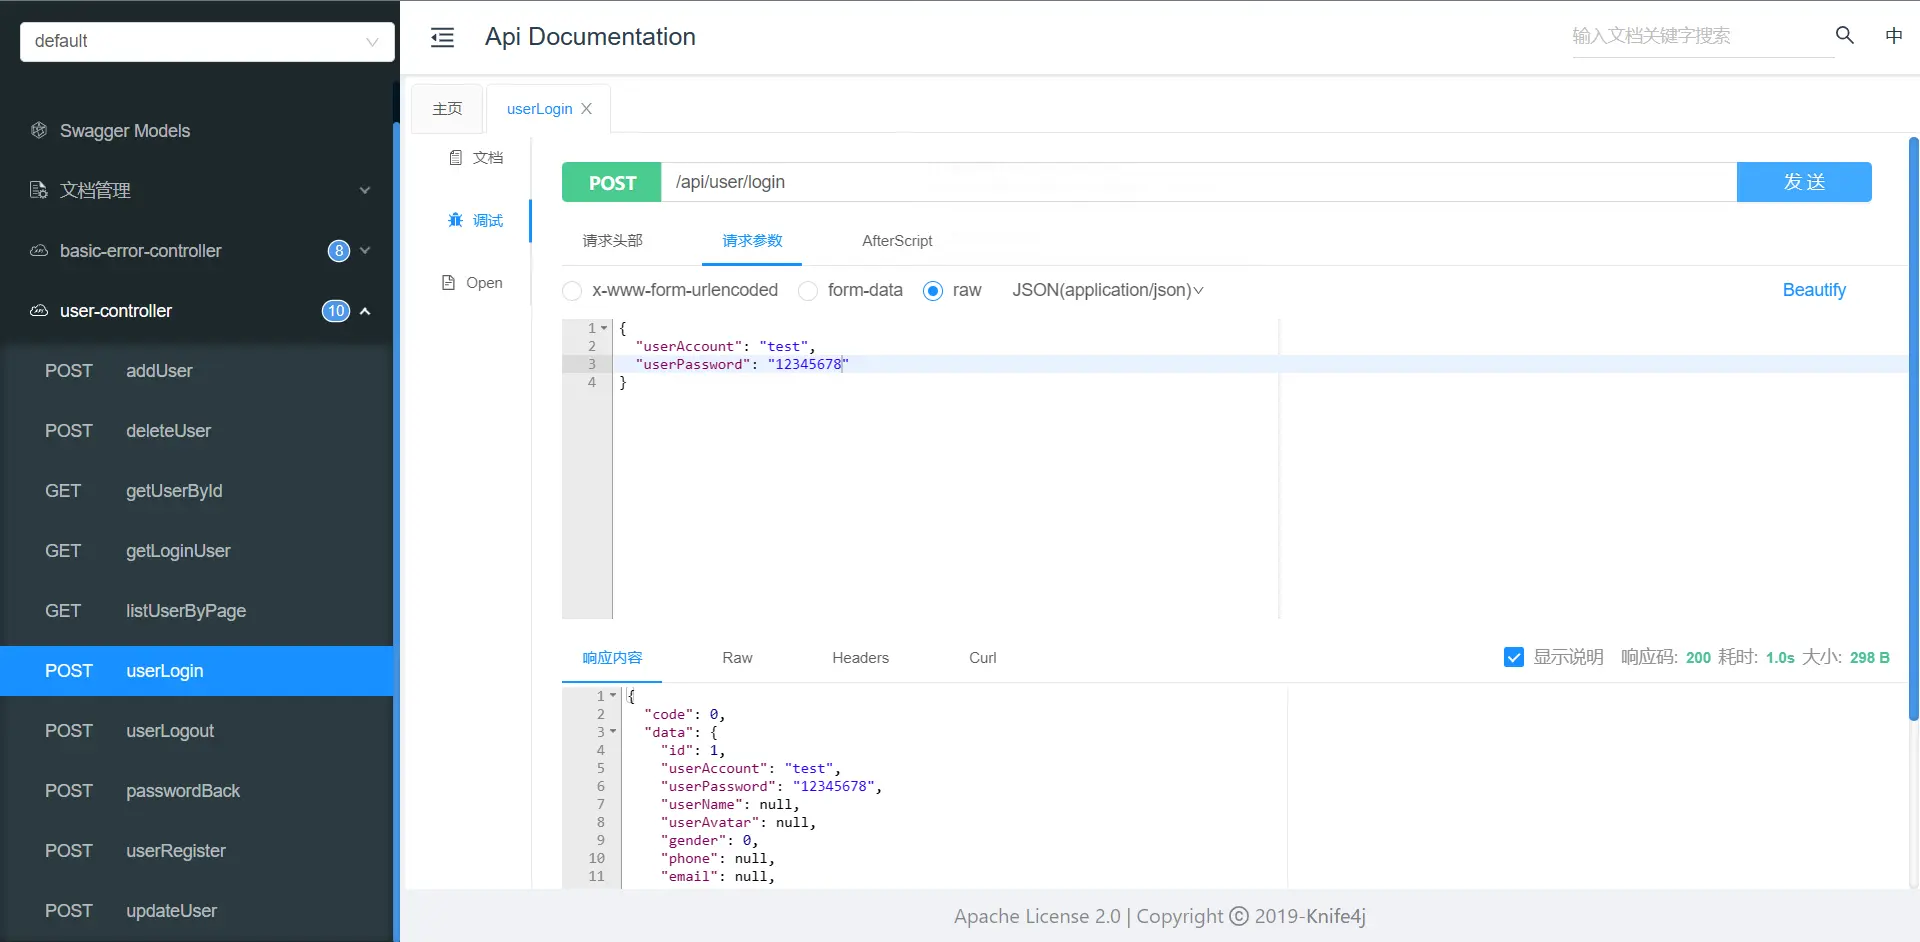 default
Api Documentation
输入文档关键字搜索
中
主页
userLogin
Swagger Models
文档管理
basic-error-controller 8
user-controller 10
POST addUser
POST deleteUser
GET getUserById
GET getLoginUser
GET listUserByPage
POST userLogin
POST userLogout
POST passwordBack
POST userRegister
POST updateUser
文档
调试
Open
POST /api/user/login 发送
请求头部 请求参数 AfterScript
x-www-form-urlencoded form-data raw JSON(application/json) Beautify
1 {
2 "userAccount": "test",
3 "userPassword": "12345678"
4 }
响应内容 Raw Headers Curl 显示说明 响应码: 200 耗时: 1.0s 大小: 298 B
1 {
2 "code": 0,
3 "data": {
4 "id": 1,
5 "userAccount": "test",
6 "userPassword": "12345678",
7 "userName": null,
8 "userAvatar": null,
9 "gender": 0,
10 "phone": null,
11 "email": null,
Apache License 2.0 | Copyright © 2019-Knife4j